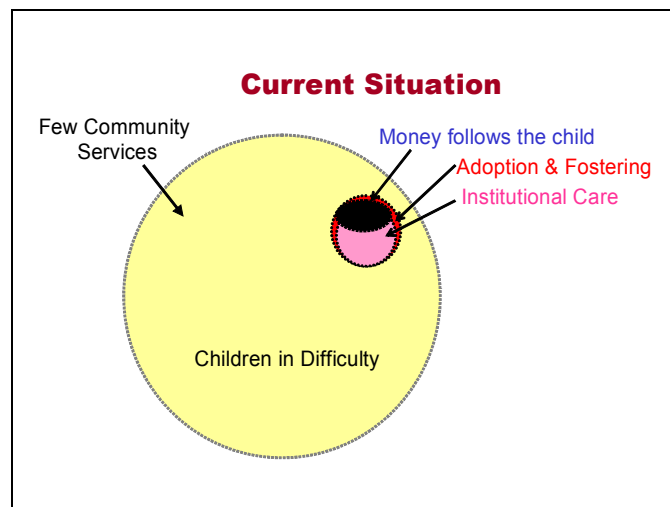 Current Situation
Few Community
Services
Money follows the child
Adoption & Fostering
Institutional Care
Children in Difficulty